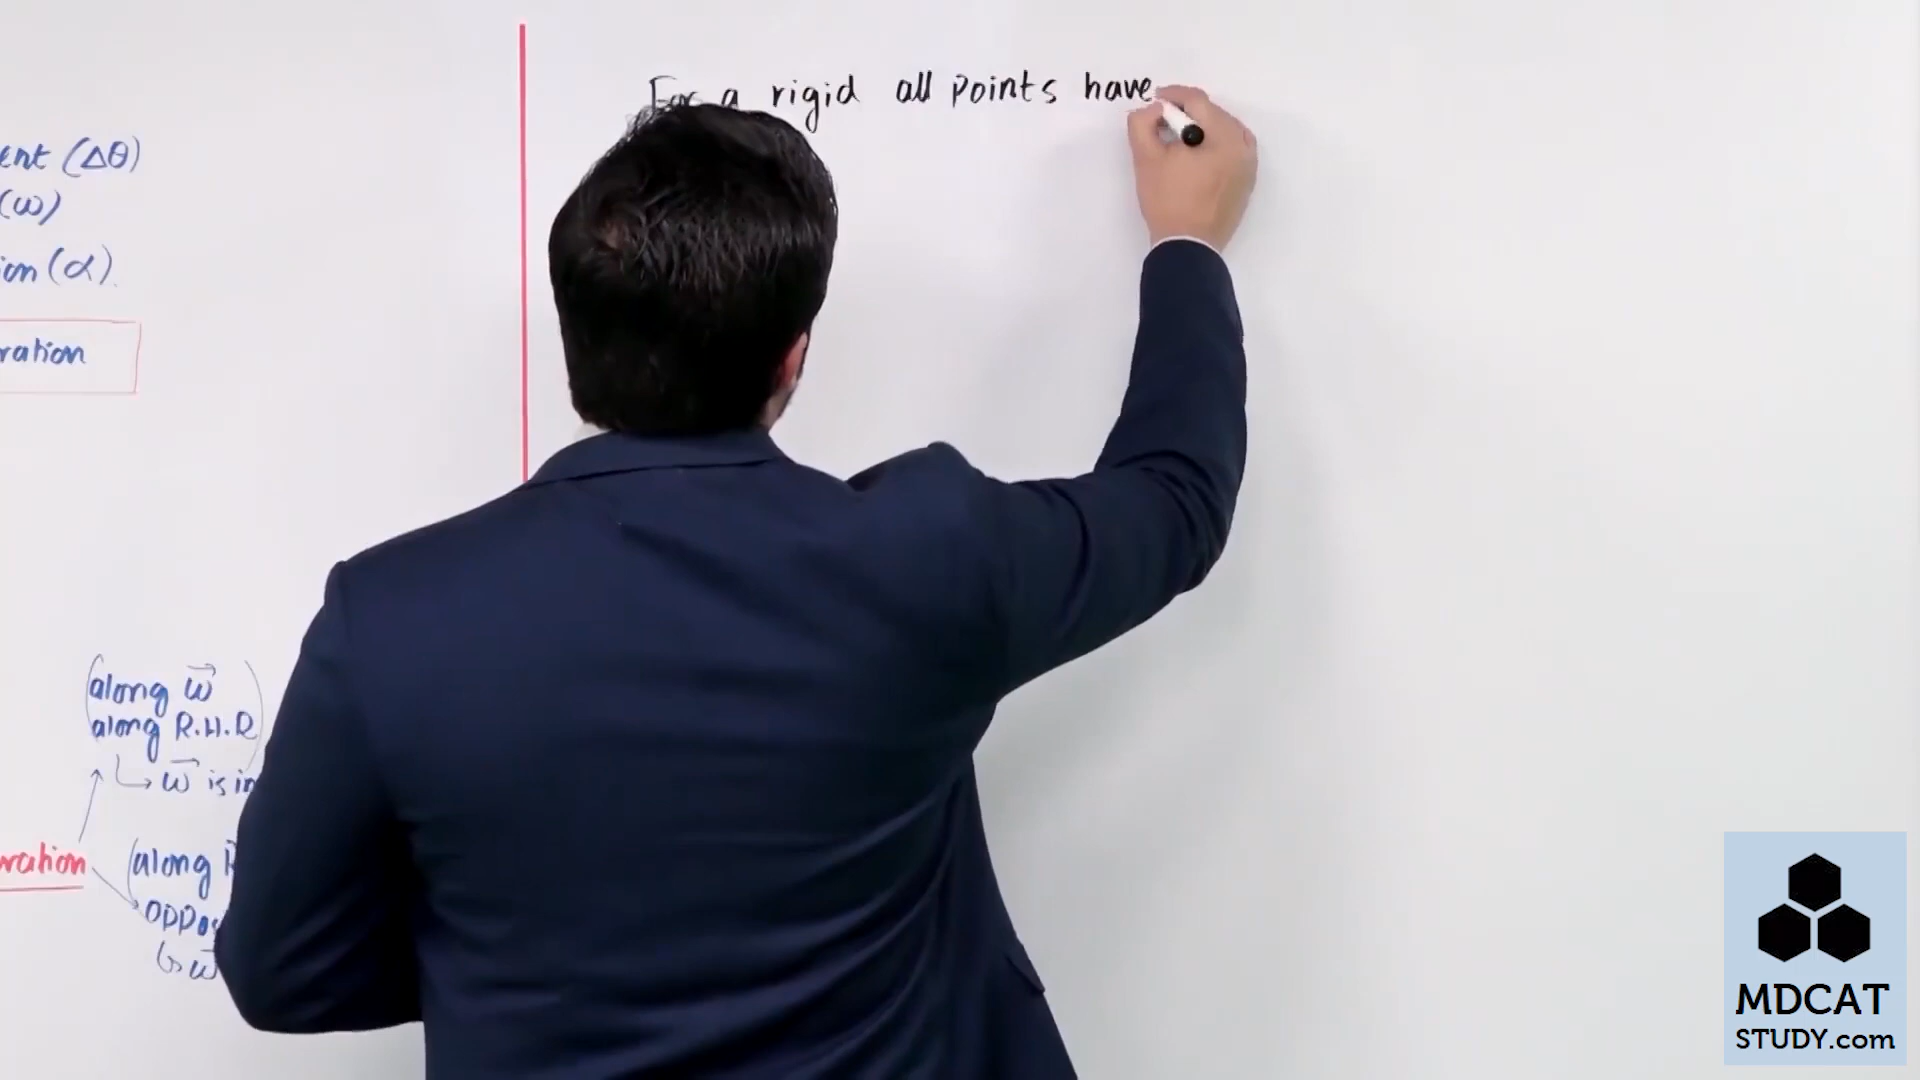 For a rigid all points have
ent (Δθ)
(ω)
ion (α).
ration
(along ω⃗
along R.H.R)
↳ ω⃗ is in
ration
(along R
oppos
↳ ω⃗
MDCAT
STUDY.com